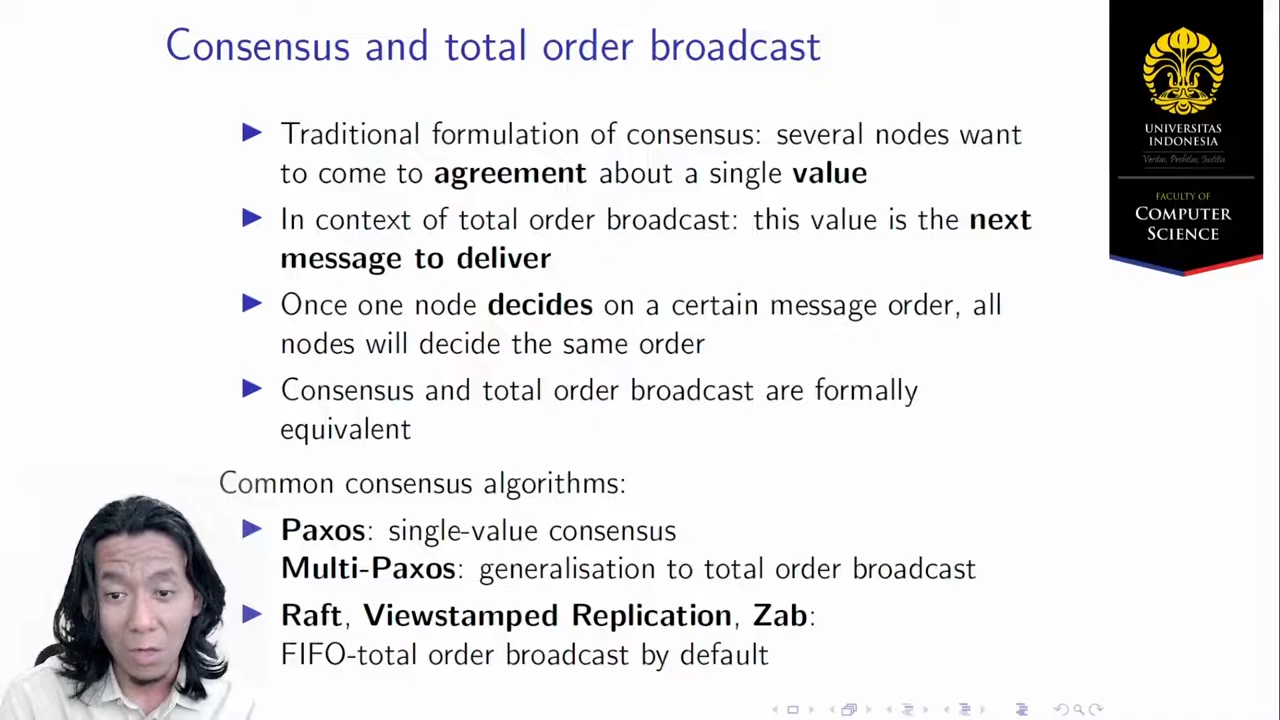 Consensus and total order broadcast
Traditional formulation of consensus: several nodes want
to come to agreement about a single value
In context of total order broadcast: this value is the next
message to deliver
Once one node decides on a certain message order, all
nodes will decide the same order
Consensus and total order broadcast are formally
equivalent
Common consensus algorithms:
Paxos: single-value consensus
Multi-Paxos: generalisation to total order broadcast
Raft, Viewstamped Replication, Zab:
FIFO-total order broadcast by default
UNIVERSITAS
INDONESIA
Veritas, Probitas, Iustitia
FACULTY OF
COMPUTER
SCIENCE